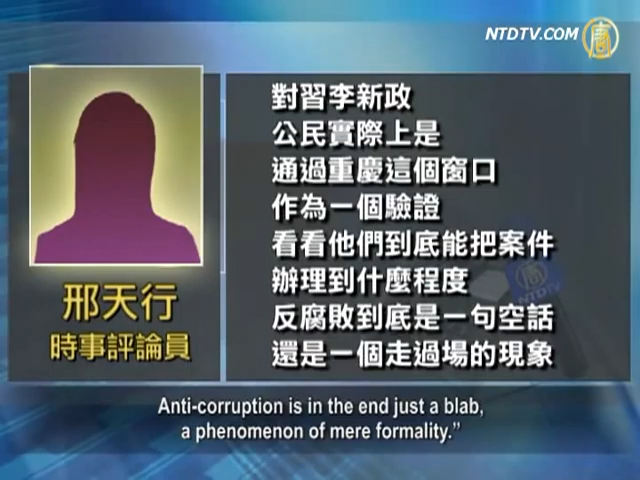 NTDTV.COM
對習李新政
公民實際上是
通過重慶這個窗口
作為一個驗證
看看他們到底能把案件
辦理到什麼程度
反腐敗到底是一句空話
還是一個走過場的現象
邢天行
時事評論員
NTDTV
Anti-corruption is in the end just a blab,
a phenomenon of mere formality."